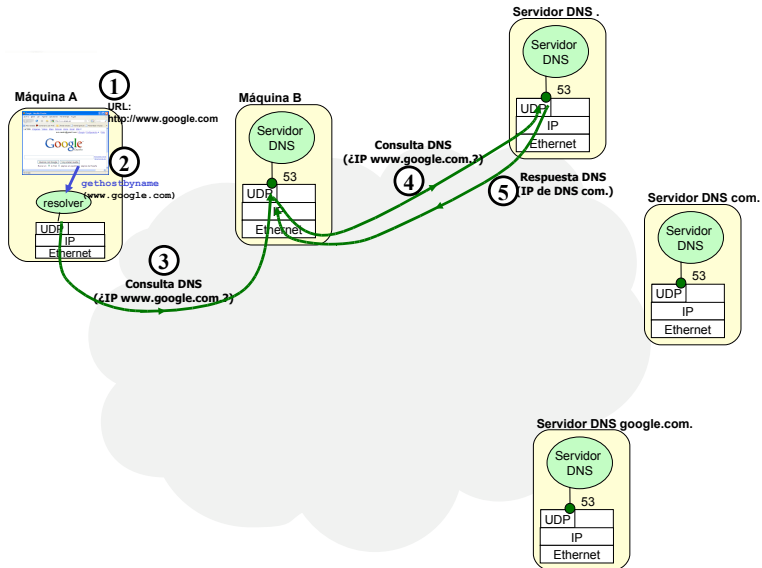 Servidor DNS .
Servidor
DNS
53
UDP
IP
Ethernet
1
URL:
http://www.google.com
Máquina A
Google
2
gethostbyname
(www.google.com)
resolver
UDP
IP
Ethernet
Máquina B
Servidor
DNS
53
UDP
IP
Ethernet
3
Consulta DNS
(¿IP www.google.com.?)
Consulta DNS
(¿IP www.google.com.?)
4
5
Respuesta DNS
(IP de DNS com.)
Servidor DNS com.
Servidor
DNS
53
UDP
IP
Ethernet
Servidor DNS google.com.
Servidor
DNS
53
UDP
IP
Ethernet